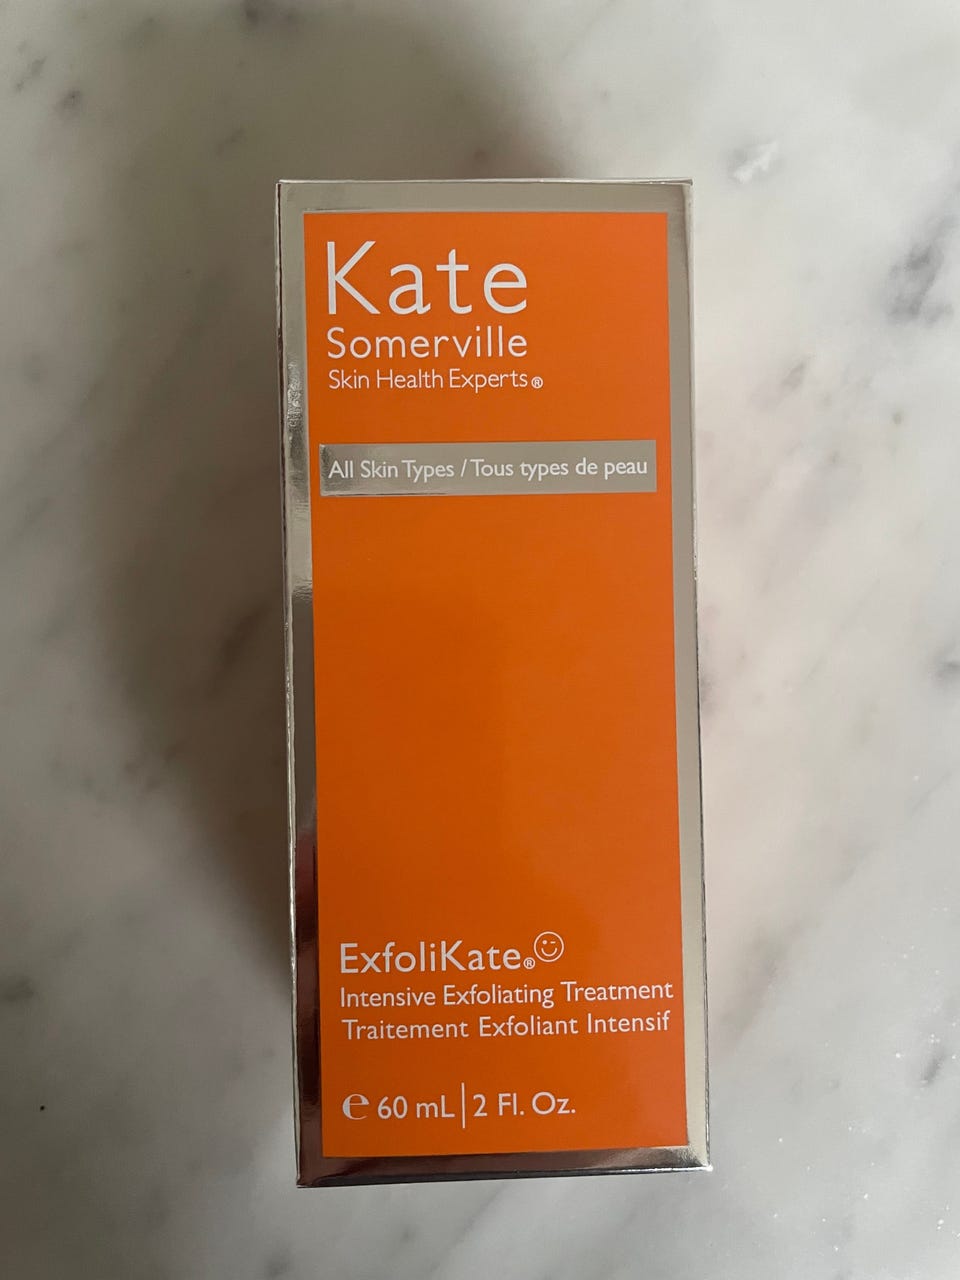 Kate
Somerville
Skin Health Experts®
All Skin Types / Tous types de peau
ExfoliKate®
Intensive Exfoliating Treatment
Traitement Exfoliant Intensif
℮ 60 mL | 2 Fl. Oz.